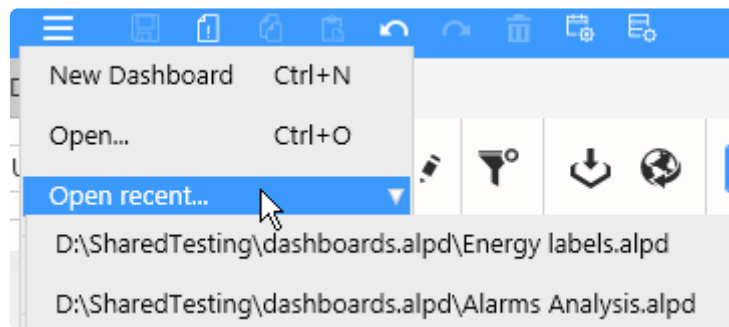 New Dashboard Ctrl+N
Open... Ctrl+O
Open recent...
D:\SharedTesting\dashboards.alpd\Energy labels.alpd
D:\SharedTesting\dashboards.alpd\Alarms Analysis.alpd